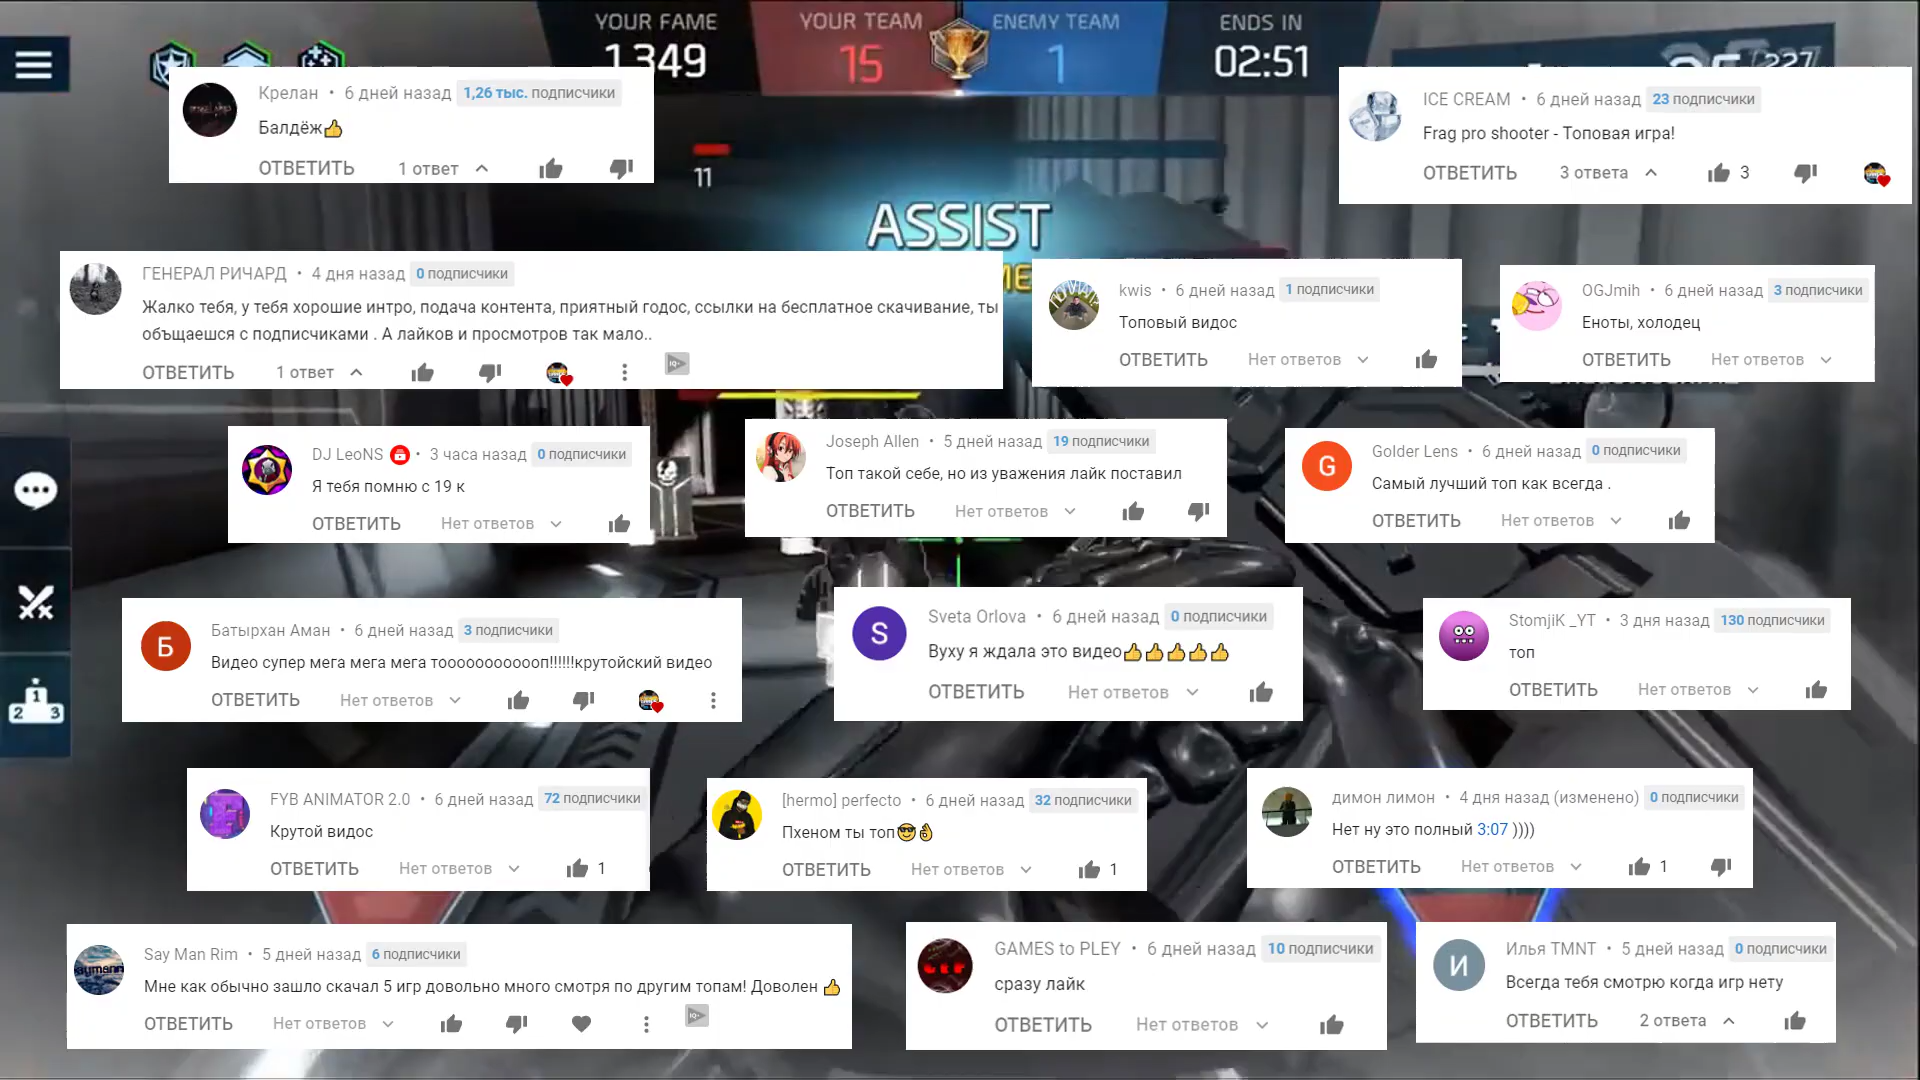 YOUR FAME
1 349
YOUR TEAM
15
ENEMY TEAM
1
ENDS IN
02:51
/227
Крелан • 6 дней назад 1,26 тыс. подписчики
Балдёж👍
ОТВЕТИТЬ 1 ответ
11
ICE CREAM • 6 дней назад 23 подписчики
Frag pro shooter - Топовая игра!
ОТВЕТИТЬ 3 ответа 3
ASSIST
ГЕНЕРАЛ РИЧАРД • 4 дня назад 0 подписчики
Жалко тебя, у тебя хорошие интро, подача контента, приятный годос, ссылки на бесплатное скачивание, ты
объщаешся с подписчиками . А лайков и просмотров так мало..
ОТВЕТИТЬ 1 ответ
IQ+
kwis • 6 дней назад 1 подписчики
Топовый видос
ОТВЕТИТЬ Нет ответов
OGJmih • 6 дней назад 3 подписчики
Еноты, холодец
ОТВЕТИТЬ Нет ответов
DJ LeoNS • 3 часа назад 0 подписчики
Я тебя помню с 19 к
ОТВЕТИТЬ Нет ответов
Joseph Allen • 5 дней назад 19 подписчики
Топ такой себе, но из уважения лайк поставил
ОТВЕТИТЬ Нет ответов
G
Golder Lens • 6 дней назад 0 подписчики
Самый лучший топ как всегда .
ОТВЕТИТЬ Нет ответов
Б
Батырхан Аман • 6 дней назад 3 подписчики
Видео супер мега мега мега тоооооооооооп!!!!!!крутойский видео
ОТВЕТИТЬ Нет ответов
S
Sveta Orlova • 6 дней назад 0 подписчики
Вуху я ждала это видео👍👍👍👍👍
ОТВЕТИТЬ Нет ответов
StomjiK _YT • 3 дня назад 130 подписчики
топ
ОТВЕТИТЬ Нет ответов
2 1 3
FYB ANIMATOR 2.0 • 6 дней назад 72 подписчики
Крутой видос
ОТВЕТИТЬ Нет ответов 1
[hermo] perfecto • 6 дней назад 32 подписчики
Пхеном ты топ😎👌
ОТВЕТИТЬ Нет ответов 1
димон лимон • 4 дня назад (изменено) 0 подписчики
Нет ну это полный 3:07 ))))
ОТВЕТИТЬ Нет ответов 1
Say Man Rim • 5 дней назад 6 подписчики
Мне как обычно зашло скачал 5 игр довольно много смотря по другим топам! Доволен 👍
ОТВЕТИТЬ Нет ответов
IQ+
GAMES to PLEY • 6 дней назад 10 подписчики
сразу лайк
ОТВЕТИТЬ Нет ответов
И
Илья TMNT • 5 дней назад 0 подписчики
Всегда тебя смотрю когда игр нету
ОТВЕТИТЬ 2 ответа